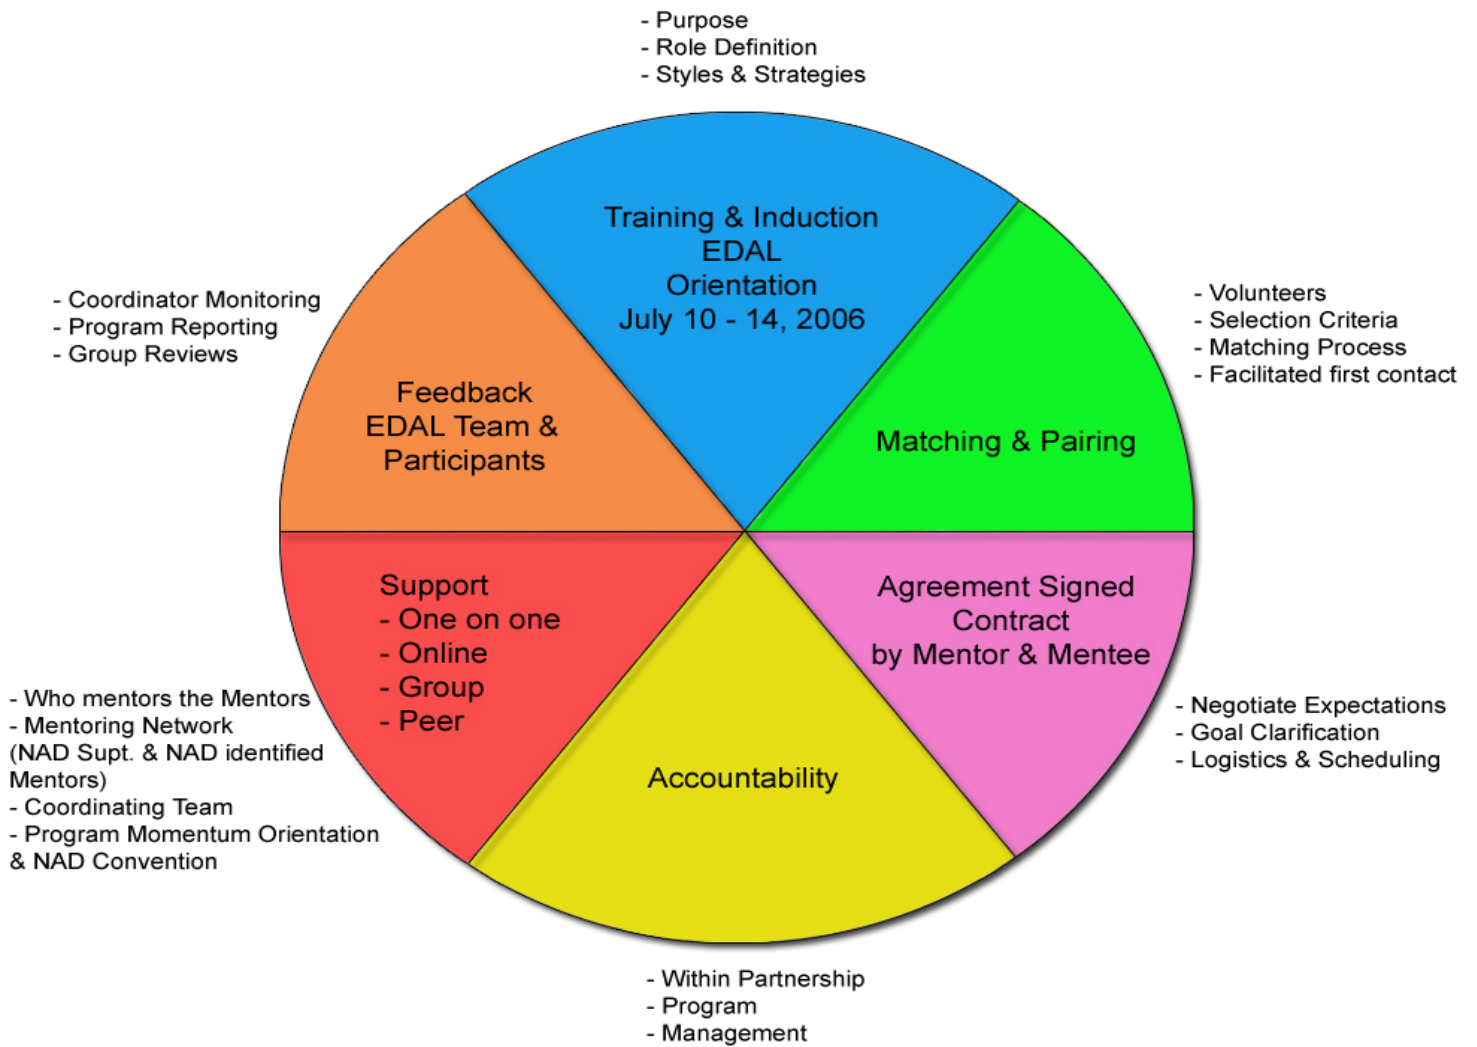 - Purpose
- Role Definition
- Styles & Strategies
Training & Induction
EDAL
Orientation
July 10 - 14, 2006
- Volunteers
- Selection Criteria
- Matching Process
- Facilitated first contact
Matching & Pairing
Agreement Signed
Contract
by Mentor & Mentee
- Negotiate Expectations
- Goal Clarification
- Logistics & Scheduling
Accountability
- Within Partnership
- Program
- Management
Support
- One on one
- Online
- Group
- Peer
- Who mentors the Mentors
- Mentoring Network
(NAD Supt. & NAD identified
Mentors)
- Coordinating Team
- Program Momentum Orientation
& NAD Convention
Feedback
EDAL Team &
Participants
- Coordinator Monitoring
- Program Reporting
- Group Reviews